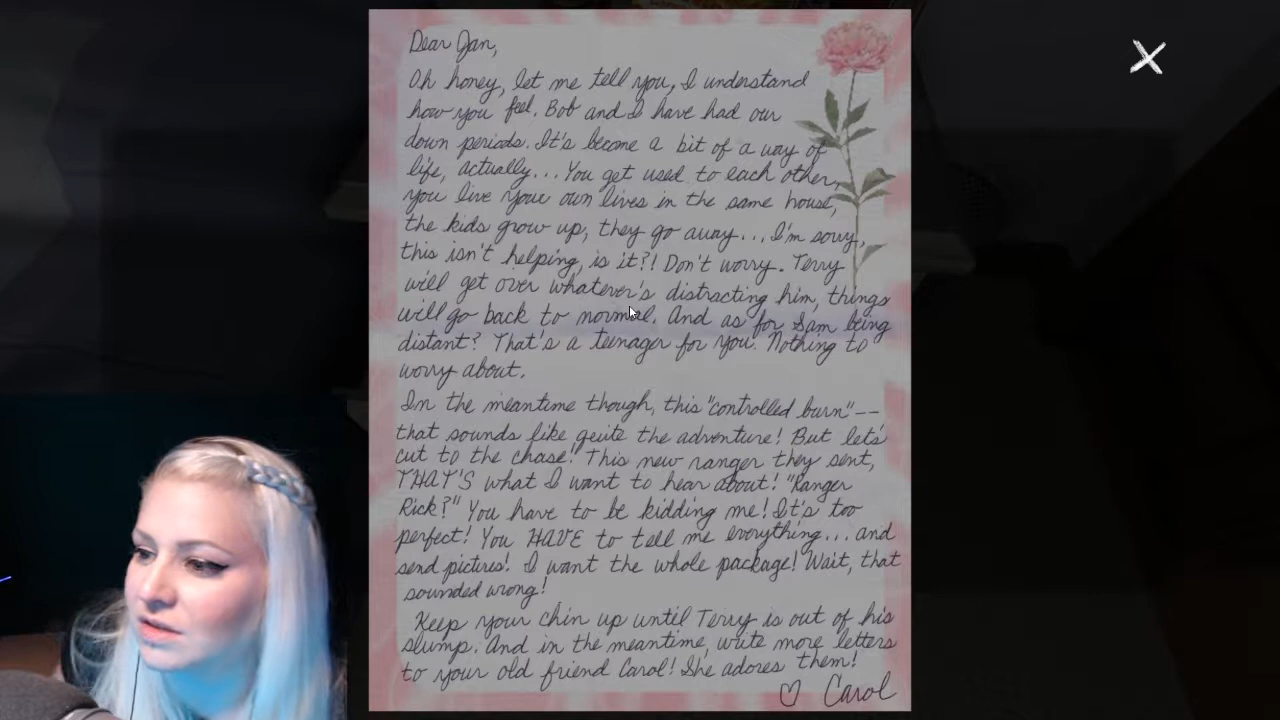 Dear Jan,
Oh honey, let me tell you, I understand
how you feel. Bob and I have had our
down periods. It's become a bit of a way of
life, actually... You get used to each other,
you live your own lives in the same house,
the kids grow up, they go away... I'm sorry,
this isn't helping, is it?! Don't worry. Terry
will get over whatever's distracting him, things
will go back to normal. And as for Sam being
distant? That's a teenager for you. Nothing to
worry about.
In the meantime though, this "controlled burn"--
that sounds like quite the adventure! But let's
cut to the chase! This new ranger they sent,
THAT'S what I want to hear about! "Ranger
Rick?" You have to be kidding me! It's too
perfect! You HAVE to tell me everything... and
send pictures! I want the whole package! Wait, that
sounded wrong!
Keep your chin up until Terry is out of his
slump. And in the meantime, write more letters
to your old friend Carol! She adores them!
♡ Carol